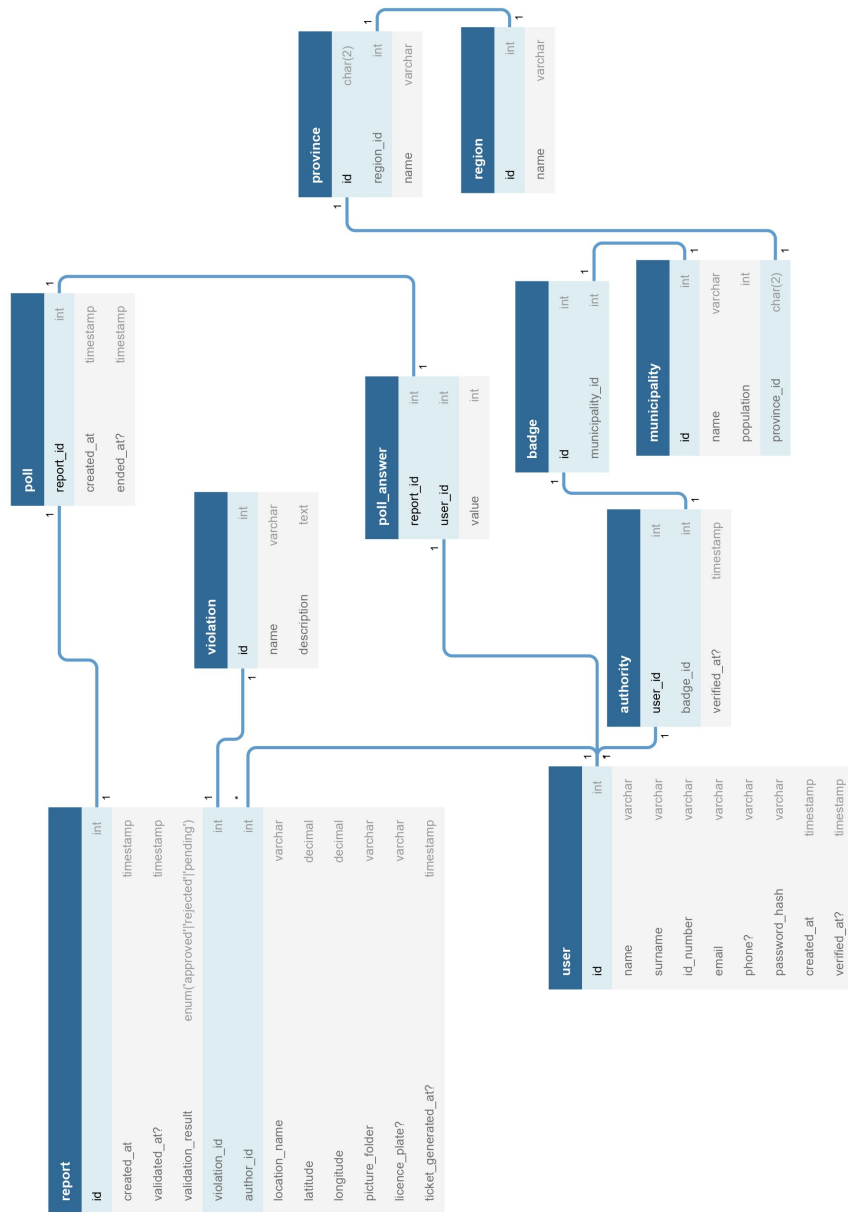 report
id int
created_at timestamp
validated_at? timestamp
validation_result enum('approved'|'rejected'|'pending')
violation_id int
author_id int
location_name varchar
latitude decimal
longitude decimal
picture_folder varchar
licence_plate? varchar
ticket_generated_at? timestamp
1
1
*
user
id int
name varchar
surname varchar
id_number varchar
email varchar
phone? varchar
password_hash varchar
created_at timestamp
verified_at? timestamp
1
1
*
violation
id int
name varchar
description text
1
authority
user_id int
badge_id int
verified_at? timestamp
1
1
poll
report_id int
created_at timestamp
ended_at? timestamp
1
1
poll_answer
report_id int
user_id int
value int
1
1
badge
id int
municipality_id int
1
1
municipality
id int
name varchar
population int
province_id char(2)
1
1
province
id char(2)
region_id int
name varchar
1
1
region
id int
name varchar
1